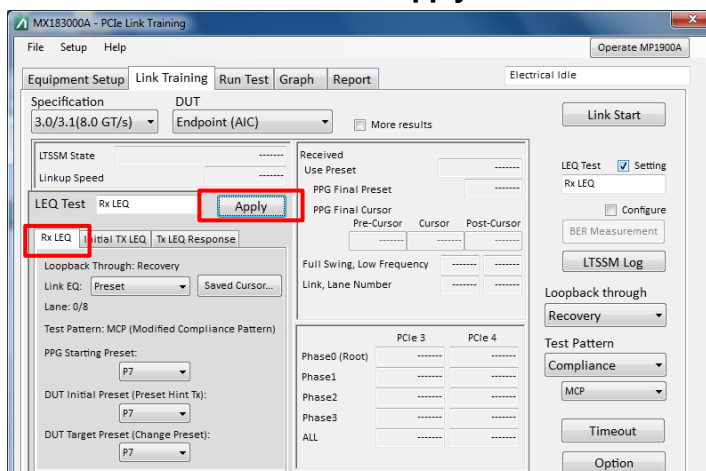 MX183000A - PCIe Link Training
File Setup Help
Operate MP1900A
Equipment Setup Link Training Run Test Graph Report
Electrical Idle
Specification DUT
3.0/3.1(8.0 GT/s) Endpoint (AIC)
More results
Link Start
LTSSM State -------
Linkup Speed -------
LEQ Test Rx LEQ Apply
Rx LEQ Initial TX LEQ Tx LEQ Response
Loopback Through: Recovery
Link EQ: Preset Saved Cursor...
Lane: 0/8
Test Pattern: MCP (Modified Compliance Pattern)
PPG Starting Preset:
P7
DUT Initial Preset (Preset Hint Tx):
P7
DUT Target Preset (Change Preset):
P7
Received
Use Preset -------
PPG Final Preset -------
PPG Final Cursor
Pre-Cursor Cursor Post-Cursor
------- ------- -------
Full Swing, Low Frequency ------- -------
Link, Lane Number ------- -------
PCIe 3 PCIe 4
Phase0 (Root) ------- -------
Phase1 ------- -------
Phase2 ------- -------
Phase3 ------- -------
ALL ------- -------
LEQ Test Setting
Rx LEQ
Configure
BER Measurement
LTSSM Log
Loopback through
Recovery
Test Pattern
Compliance
MCP
Timeout
Option